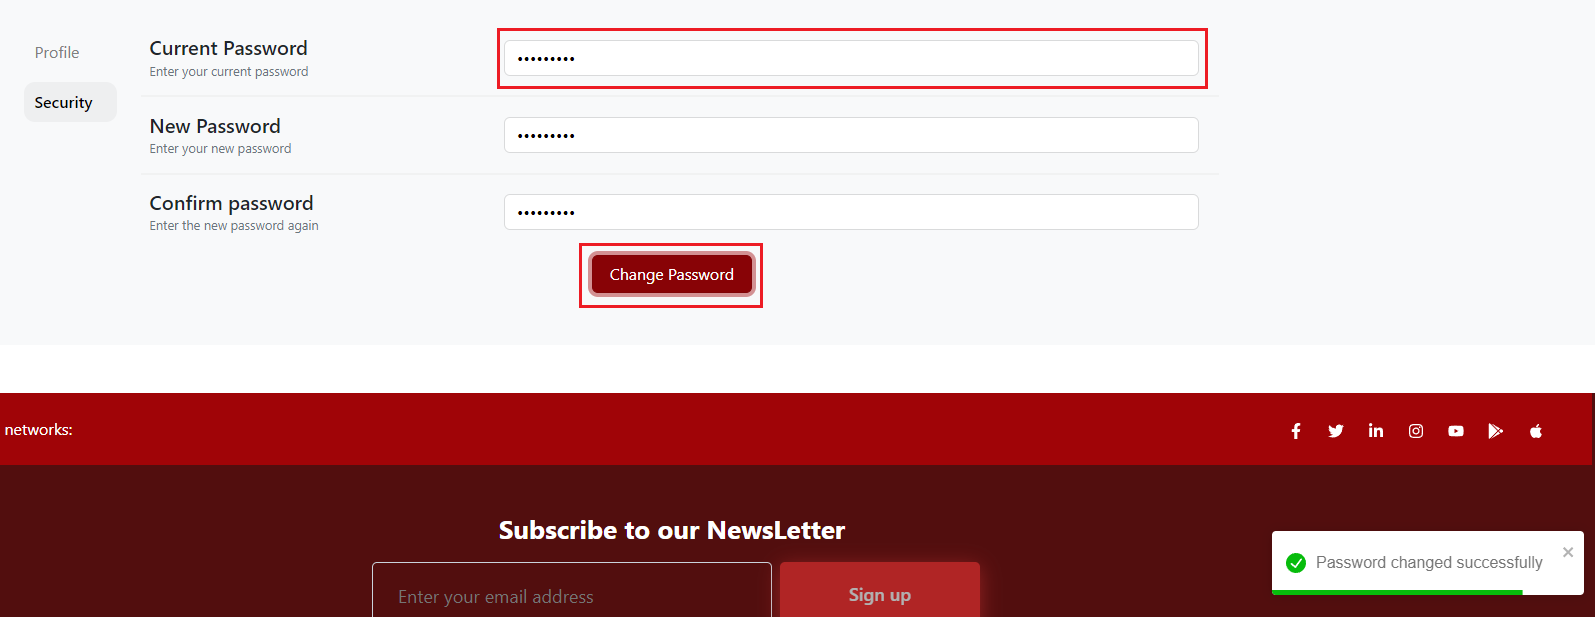 Profile
Security
Current Password
Enter your current password
•••••••••
New Password
Enter your new password
•••••••••
Confirm password
Enter the new password again
•••••••••
Change Password
networks:
Subscribe to our NewsLetter
Enter your email address
Sign up
Password changed successfully